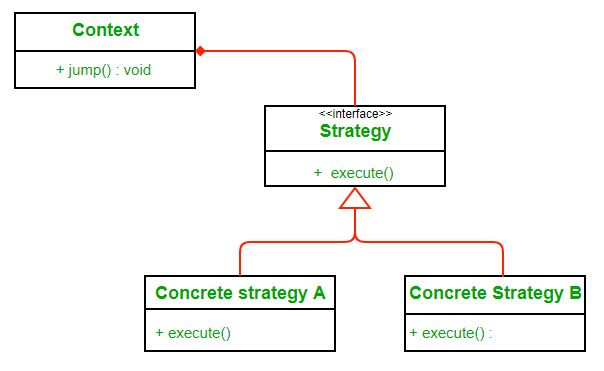 Context
+ jump() : void
<<interface>>
Strategy
+ execute()
Concrete strategy A
+ execute()
Concrete Strategy B
+ execute() :